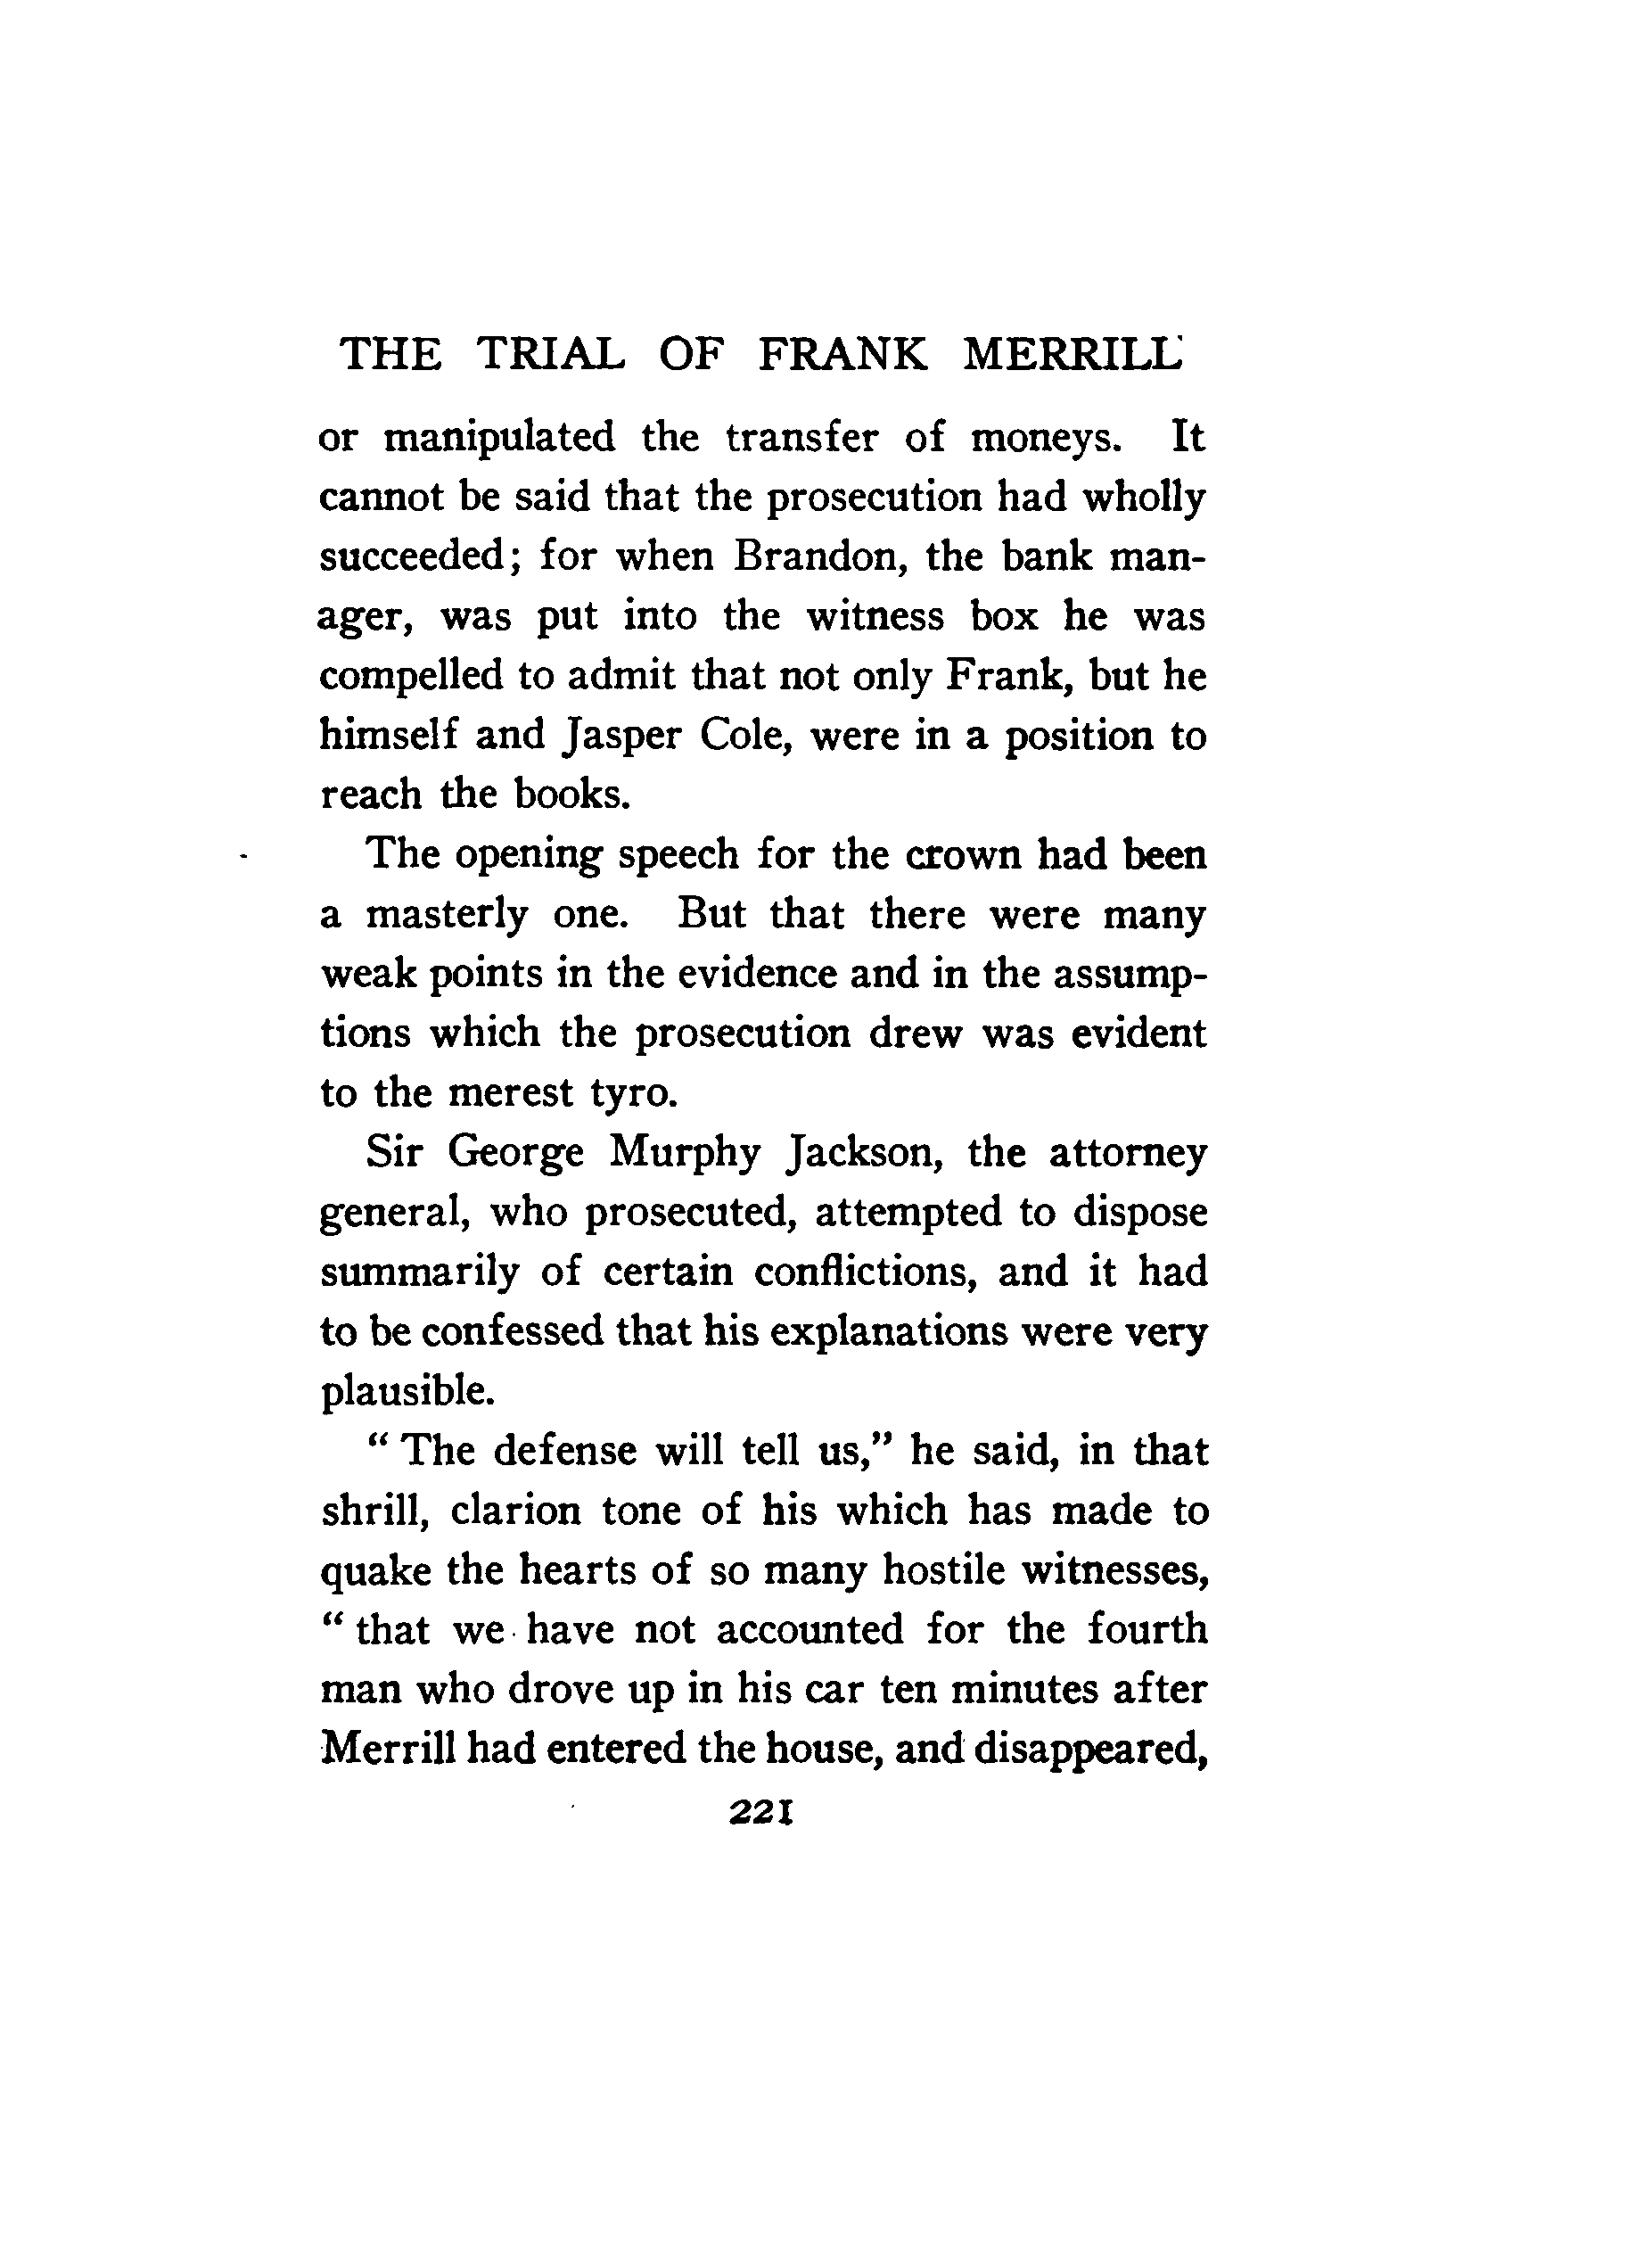 THE TRIAL OF FRANK MERRILL
or manipulated the transfer of moneys. It
cannot be said that the prosecution had wholly
succeeded; for when Brandon, the bank man-
ager, was put into the witness box he was
compelled to admit that not only Frank, but he
himself and Jasper Cole, were in a position to
reach the books.
The opening speech for the crown had been
a masterly one. But that there were many
weak points in the evidence and in the assump-
tions which the prosecution drew was evident
to the merest tyro.
Sir George Murphy Jackson, the attorney
general, who prosecuted, attempted to dispose
summarily of certain conflictions, and it had
to be confessed that his explanations were very
plausible.
“ The defense will tell us,” he said, in that
shrill, clarion tone of his which has made to
quake the hearts of so many hostile witnesses,
“ that we have not accounted for the fourth
man who drove up in his car ten minutes after
Merrill had entered the house, and disappeared,
221